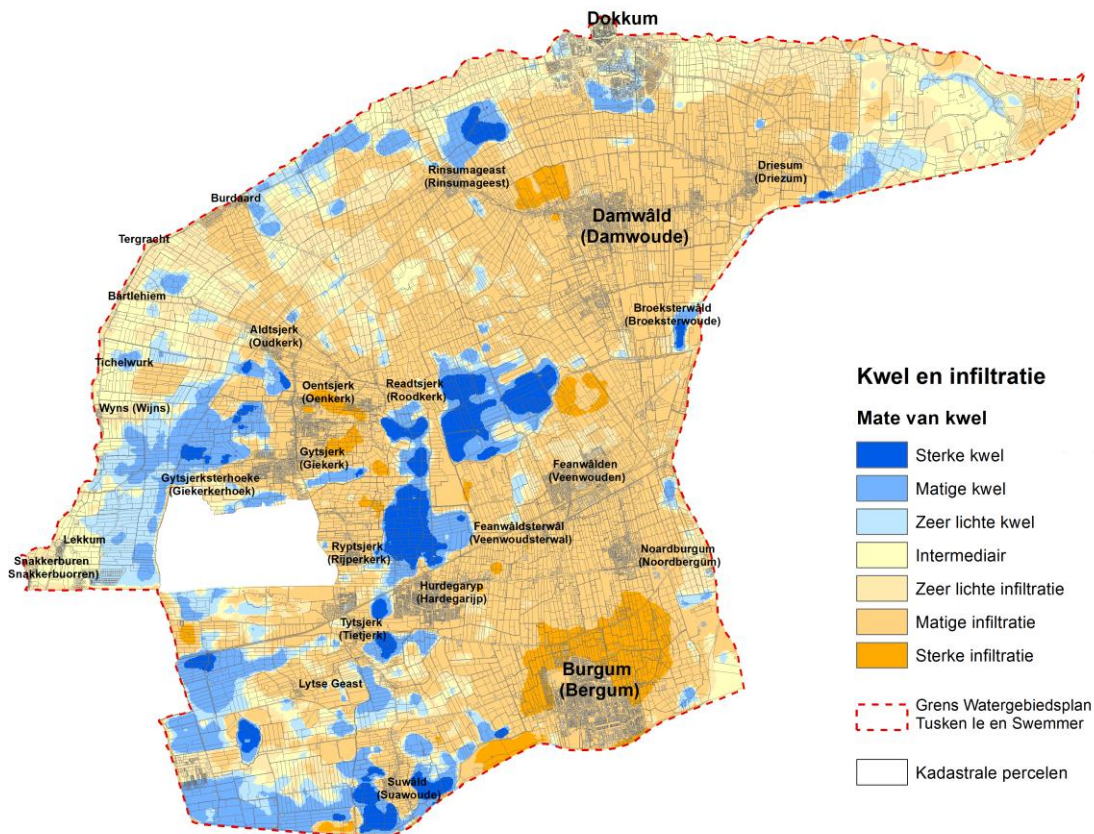 Dokkum
Rinsumageast
(Rinsumageest)
Driesum
(Driezum)
Burdaard
Damwâld
(Damwoude)
Tergracht
Bartlehiem
Broeksterwâld
(Broeksterwoude)
Aldtsjerk
(Oudkerk)
Tichelwurk
Oentsjerk
(Oenkerk)
Readtsjerk
(Roodkerk)
Wyns (Wijns)
Gytsjerk
(Giekerk)
Gytsjerksterhoeke
(Giekerkerhoek)
Feanwâlden
(Veenwouden)
Feanwâldsterwâl
(Veenwoudsterwal)
Lekkum
Snakkerburen
Snakkerbuorren)
Ryptsjerk
(Rijperkerk)
Noardburgum
(Noordbergum)
Hurdegaryp
(Hardegarijp)
Tytsjerk
(Tietjerk)
Lytse Geast
Burgum
(Bergum)
Suwâld
(Suawoude)
Kwel en infiltratie
Mate van kwel
Sterke kwel
Matige kwel
Zeer lichte kwel
Intermediair
Zeer lichte infiltratie
Matige infiltratie
Sterke infiltratie
Grens Watergebiedsplan
Tusken Ie en Swemmer
Kadastrale percelen